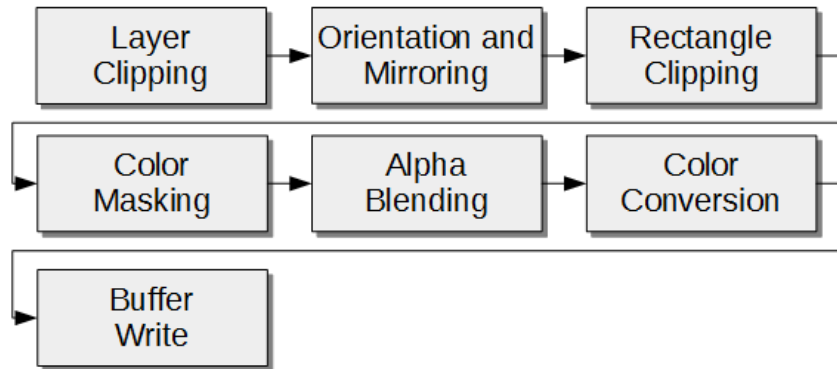 Layer
Clipping
Orientation and
Mirroring
Rectangle
Clipping
Color
Masking
Alpha
Blending
Color
Conversion
Buffer
Write